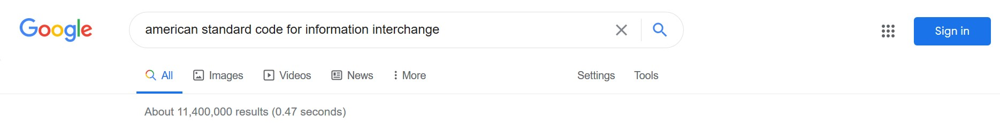 Google american standard code for information interchange Sign in
All Images Videos News More Settings Tools
About 11,400,000 results (0.47 seconds)